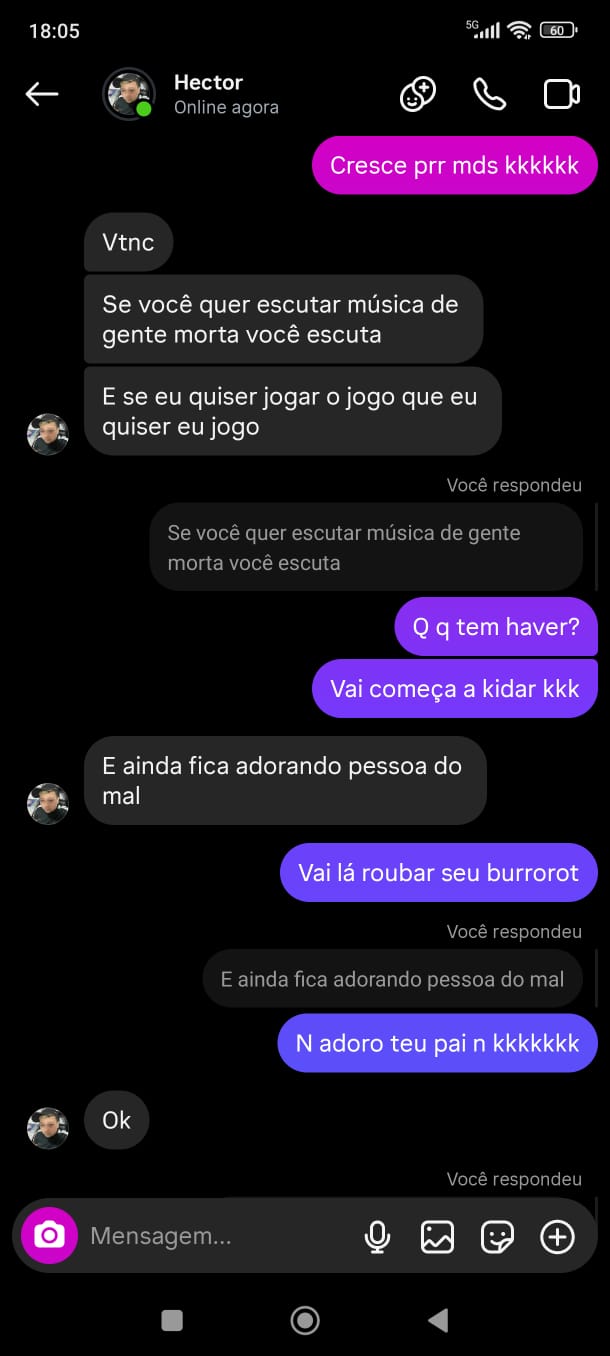 18:05
5G
60
Hector
Online agora
Cresce prr mds kkkkkk
Vtnc
Se você quer escutar música de
gente morta você escuta
E se eu quiser jogar o jogo que eu
quiser eu jogo
Você respondeu
Se você quer escutar música de gente
morta você escuta
Q q tem haver?
Vai começa a kidar kkk
E ainda fica adorando pessoa do
mal
Vai lá roubar seu burrorot
Você respondeu
E ainda fica adorando pessoa do mal
N adoro teu pai n kkkkkkk
Ok
Você respondeu
Mensagem...